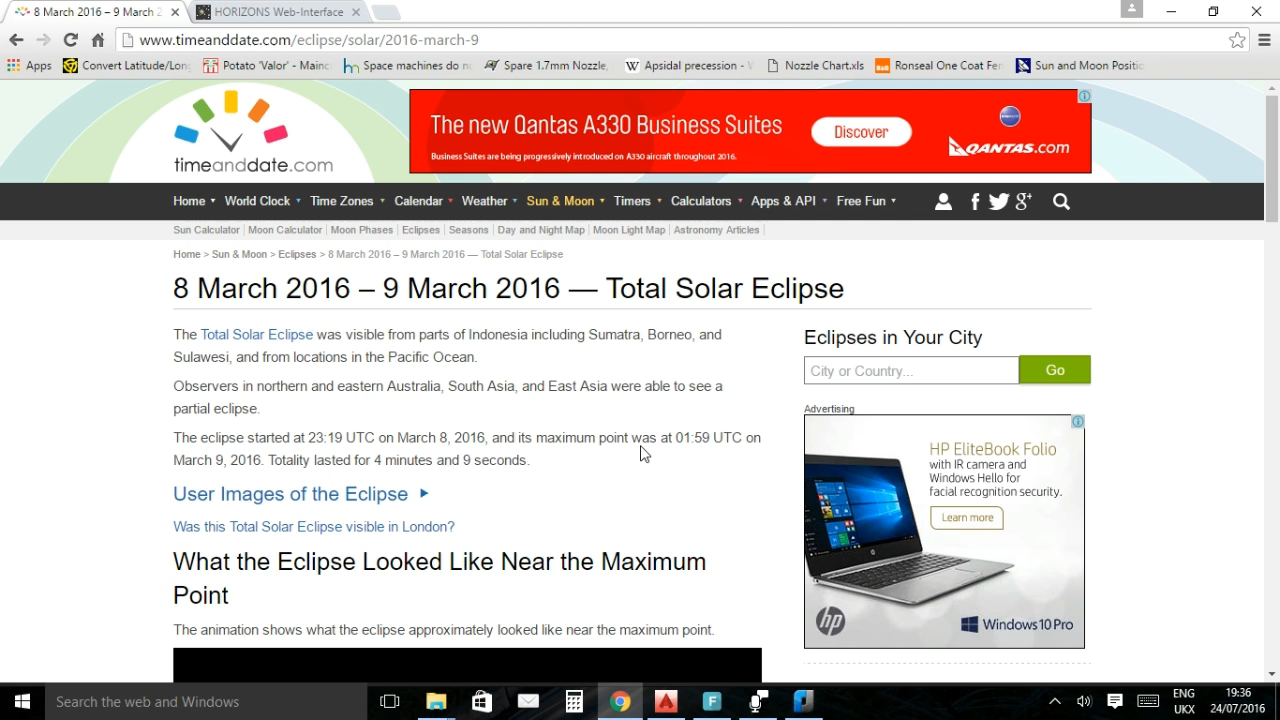 8 March 2016 – 9 March 2
HORIZONS Web-Interface
www.timeanddate.com/eclipse/solar/2016-march-9
Apps Convert Latitude/Lon Potato 'Valor' - Mainc Space machines do n Spare 1.7mm Nozzle Apsidal precession - Nozzle Chart.xls Ronseal One Coat Fen Sun and Moon Positio
timeanddate.com
The new Qantas A330 Business Suites
Business Suites are being progressively introduced on A330 aircraft throughout 2016.
Discover
QANTAS.COM
Home World Clock Time Zones Calendar Weather Sun & Moon Timers Calculators Apps & API Free Fun
Sun Calculator Moon Calculator Moon Phases Eclipses Seasons Day and Night Map Moon Light Map Astronomy Articles
Home > Sun & Moon > Eclipses > 8 March 2016 – 9 March 2016 — Total Solar Eclipse
8 March 2016 – 9 March 2016 — Total Solar Eclipse
The Total Solar Eclipse was visible from parts of Indonesia including Sumatra, Borneo, and
Sulawesi, and from locations in the Pacific Ocean.
Observers in northern and eastern Australia, South Asia, and East Asia were able to see a
partial eclipse.
The eclipse started at 23:19 UTC on March 8, 2016, and its maximum point was at 01:59 UTC on
March 9, 2016. Totality lasted for 4 minutes and 9 seconds.
User Images of the Eclipse
Was this Total Solar Eclipse visible in London?
What the Eclipse Looked Like Near the Maximum
Point
The animation shows what the eclipse approximately looked like near the maximum point.
Eclipses in Your City
City or Country...
Go
Advertising
HP EliteBook Folio
with IR camera and
Windows Hello for
facial recognition security.
Learn more
hp
Windows 10 Pro
Search the web and Windows
ENG
UKX
19:36
24/07/2016